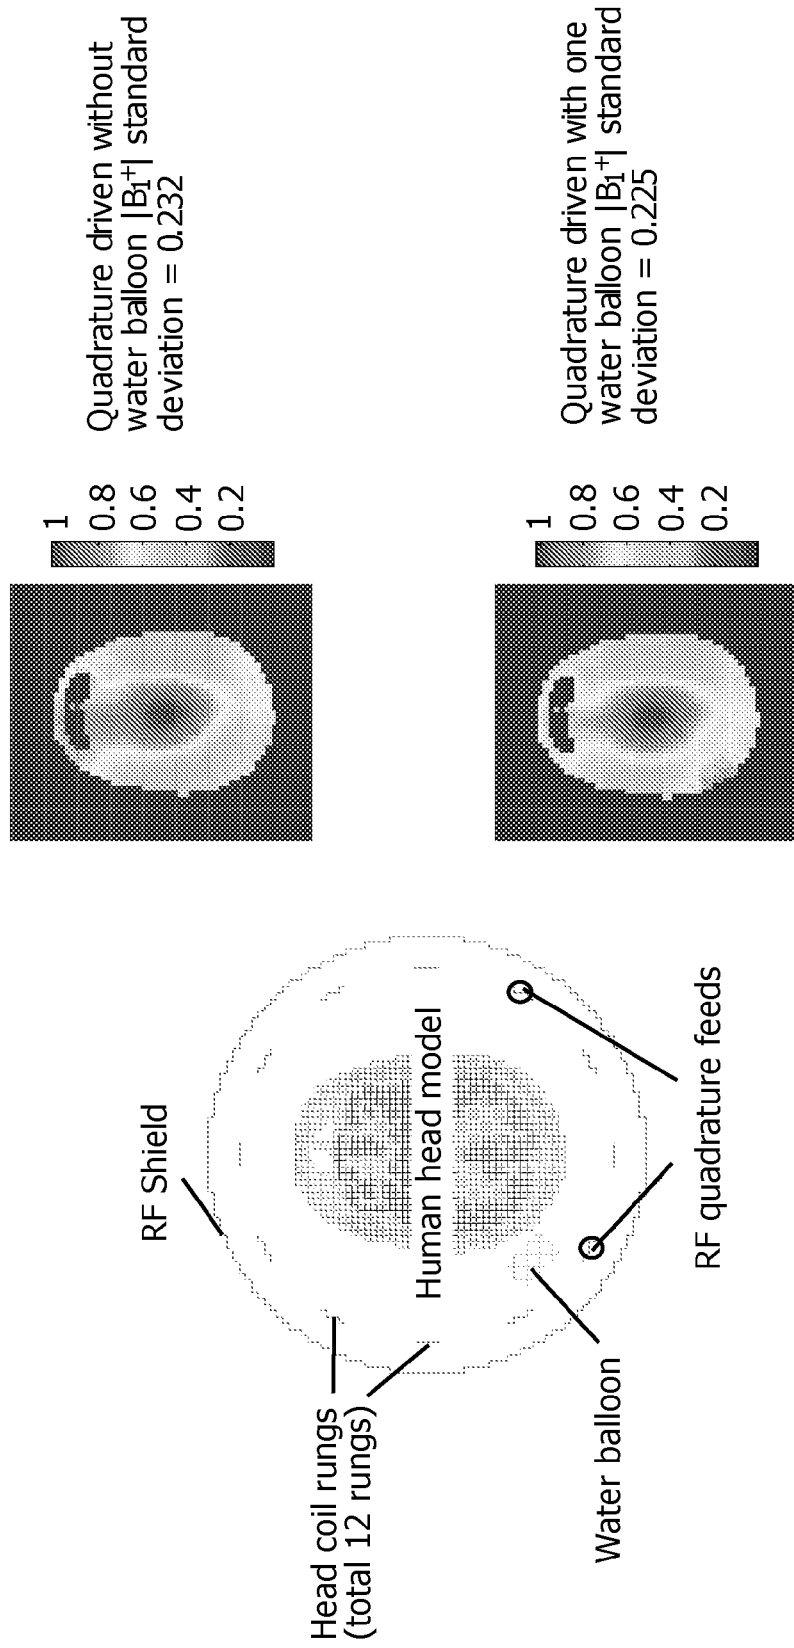 Head coil rungs
(total 12 rungs)
RF Shield
Human head model
Water balloon
RF quadrature feeds
1
0.8
0.6
0.4
0.2
Quadrature driven without
water balloon |B1+| standard
deviation = 0.232
1
0.8
0.6
0.4
0.2
Quadrature driven with one
water balloon |B1+| standard
deviation = 0.225